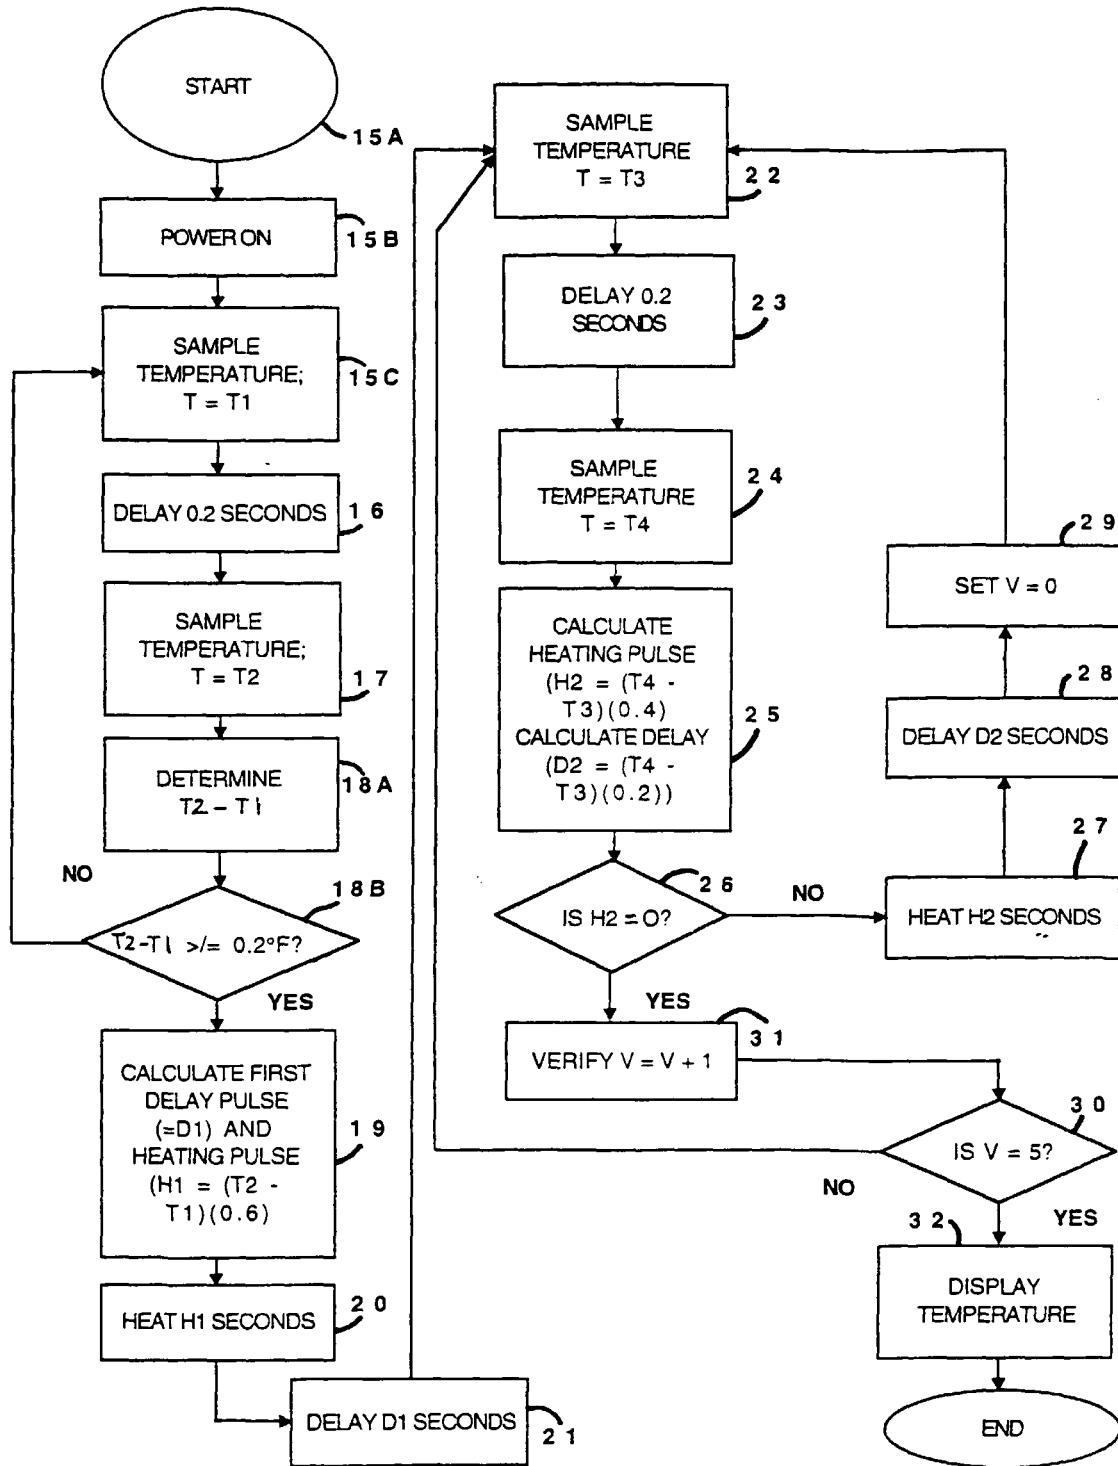 START
15A
POWER ON
15B
SAMPLE
TEMPERATURE;
T = T1
15C
DELAY 0.2 SECONDS
16
SAMPLE
TEMPERATURE;
T = T2
17
DETERMINE
T2 - T1
18A
NO
18B
T2-T1 >/= 0.2°F?
YES
CALCULATE FIRST
DELAY PULSE
(=D1) AND
HEATING PULSE
(H1 = (T2 -
T1)(0.6)
19
HEAT H1 SECONDS
20
DELAY D1 SECONDS
21
SAMPLE
TEMPERATURE
T = T3
22
DELAY 0.2
SECONDS
23
SAMPLE
TEMPERATURE
T = T4
24
CALCULATE
HEATING PULSE
(H2 = (T4 -
T3)(0.4)
CALCULATE DELAY
(D2 = (T4 -
T3)(0.2))
25
26
IS H2 = O?
NO
YES
HEAT H2 SECONDS
27
DELAY D2 SECONDS
28
SET V = 0
29
VERIFY V = V + 1
31
30
IS V = 5?
NO
YES
32
DISPLAY
TEMPERATURE
END